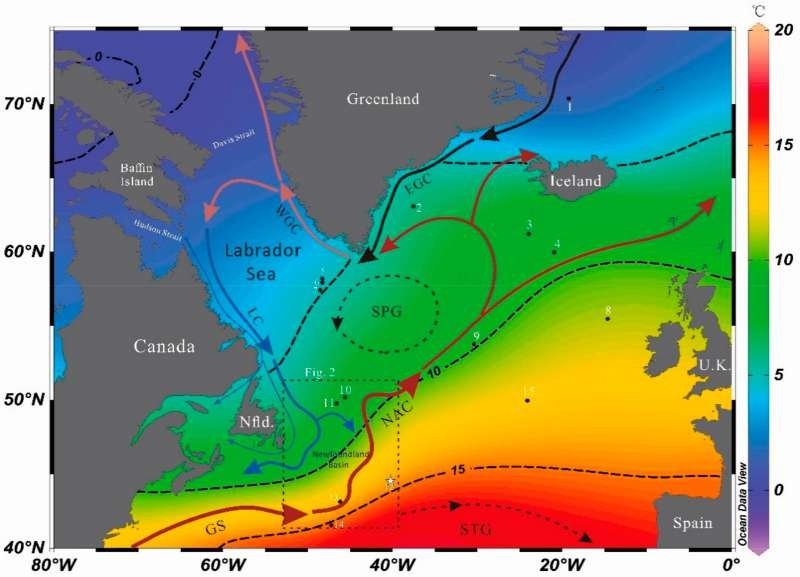 ℃
20
15
10
5
0
Ocean Data View
70°N
60°N
50°N
40°N
80°W
60°W
40°W
20°W
0°
0
0
Greenland
1
Davis Strait
Baffin
Island
Iceland
EGC
2
WGC
Hudson Strait
3
4
Labrador
Sea
SPG
8
LC
9
Canada
U.K.
Fig. 2
10
10
11
15
NAC
Nfld.
Newfoundland
Basin
15
GS
14
STG
Spain